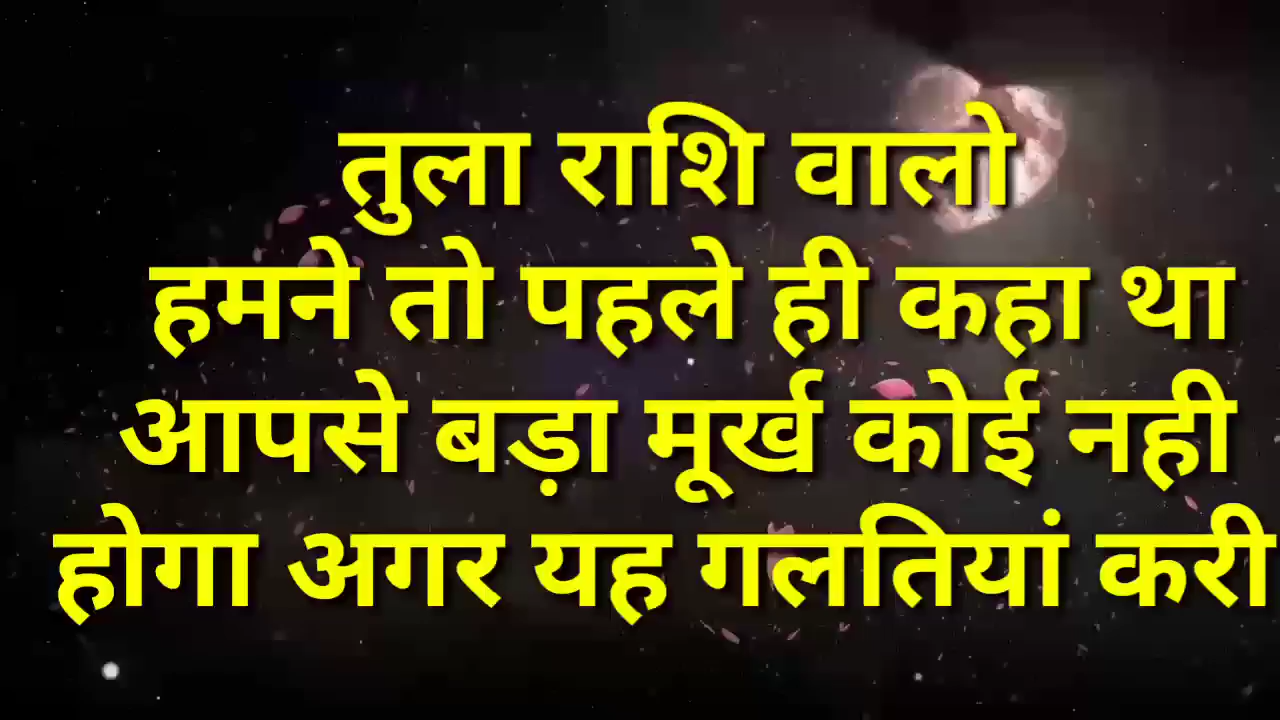 तुला राशि वालो
हमने तो पहले ही कहा था
आपसे बड़ा मूर्ख कोई नही
होगा अगर यह गलतियां करी